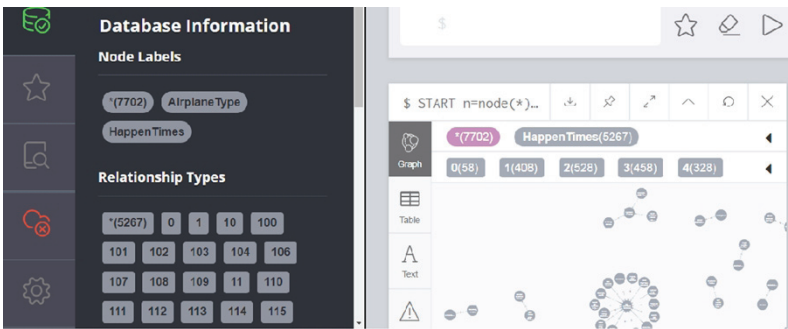 Database Information
Node Labels
*(7702) AirplaneType
HappenTimes
Relationship Types
*(5267) 0 1 10 100
101 102 103 104 106
107 108 109 11 110
111 112 113 114 115
$
$ START n=node(*)…
*(7702) HappenTimes(5267)
0(58) 1(408) 2(528) 3(458) 4(328)
Graph
Table
A
Text